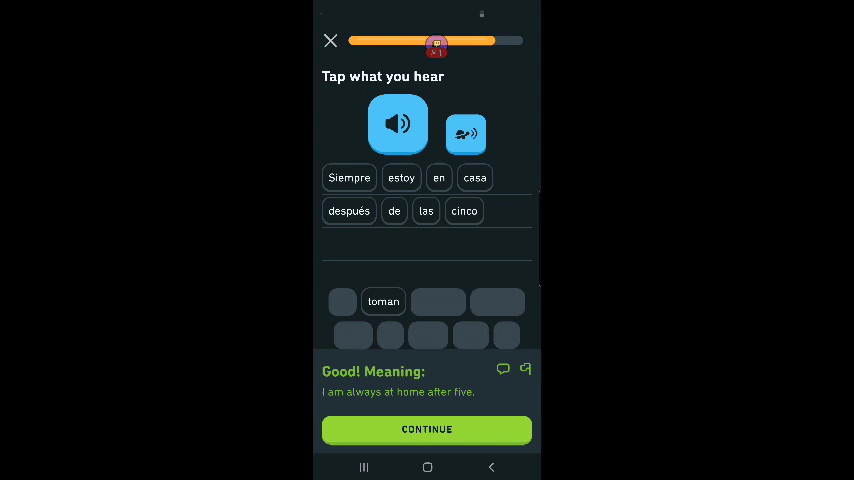 Tap what you hear
Siempre estoy en casa
después de las cinco
toman
Good! Meaning:
I am always at home after five.
CONTINUE